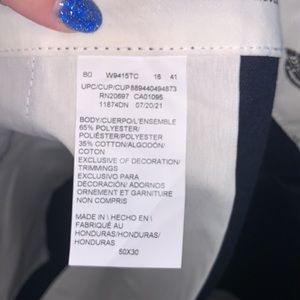 BO W9415TC 16 41
UPC/CUP/CUP889440494873
RN20697 CA01095
11874DN 07/20/21
BODY/CUERPO/L'ENSEMBLE
65% POLYESTER/
POLIÉSTER/POLYESTER
35% COTTON/ALGODÓN/
COTON
EXCLUSIVE OF DECORATION/
TRIMMINGS
EXCLUSIVO PARA
DECORACIÓN/ ADORNOS
ORNEMENT ET GARNITURE
NON COMPRIS
MADE IN \ HECHO EN \
FABRIQUÉ AU
HONDURAS/HONDURAS/
HONDURAS
50X30